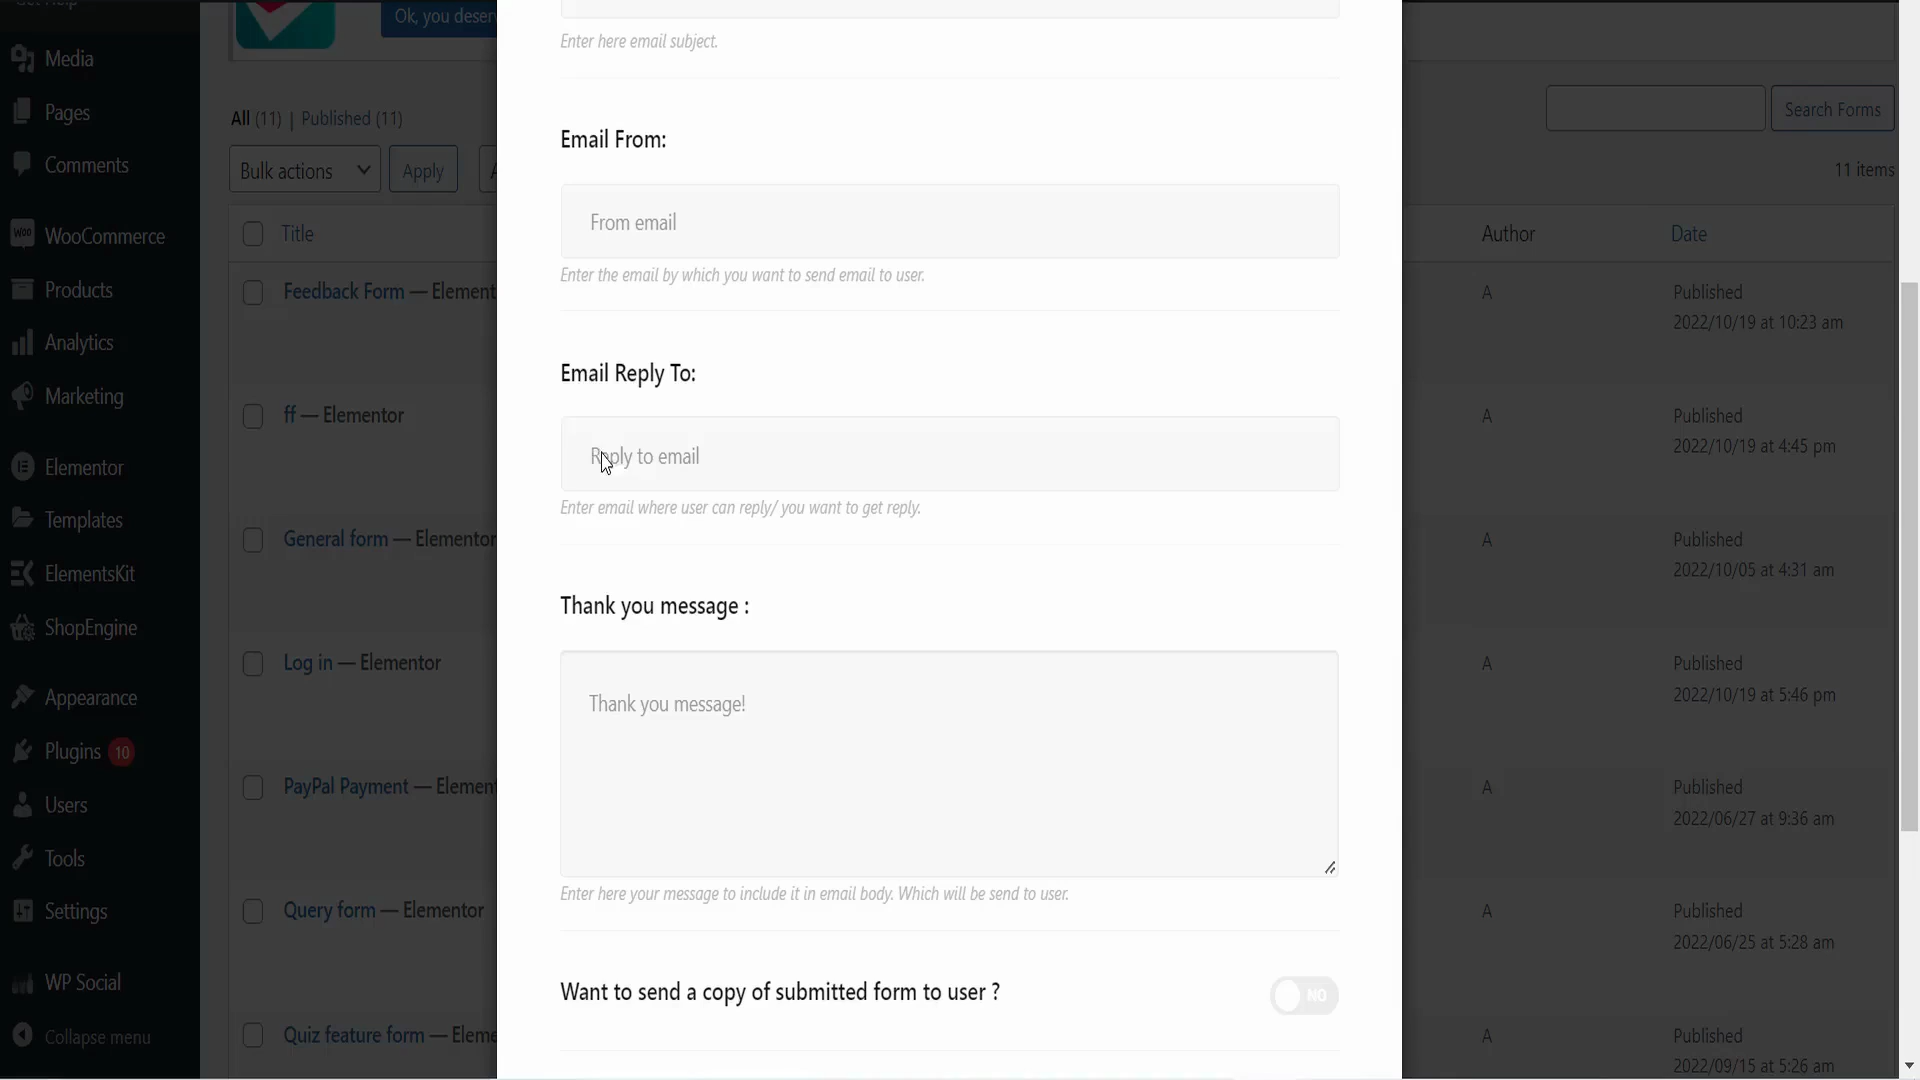 Get Help
Media
Pages
Comments
WooCommerce
Products
Analytics
Marketing
Elementor
Templates
ElementsKit
ShopEngine
Appearance
Plugins 10
Users
Tools
Settings
WP Social
Collapse menu
Ok, you deser
All (11) | Published (11)
Bulk actions
Apply
Search Forms
11 items
Title
Author
Date
Feedback Form — Element
A
Published
2022/10/19 at 10:23 am
ff — Elementor
A
Published
2022/10/19 at 4:45 pm
General form — Elementor
A
Published
2022/10/05 at 4:31 am
Log in — Elementor
A
Published
2022/10/19 at 5:46 pm
PayPal Payment — Element
A
Published
2022/06/27 at 9:36 am
Query form — Elementor
A
Published
2022/06/25 at 5:28 am
Quiz feature form — Eleme
A
Published
2022/09/15 at 5:26 am
Enter here email subject.
Email From:
From email
Enter the email by which you want to send email to user.
Email Reply To:
Reply to email
Enter email where user can reply/ you want to get reply.
Thank you message :
Thank you message!
Enter here your message to include it in email body. Which will be send to user.
Want to send a copy of submitted form to user ?
NO